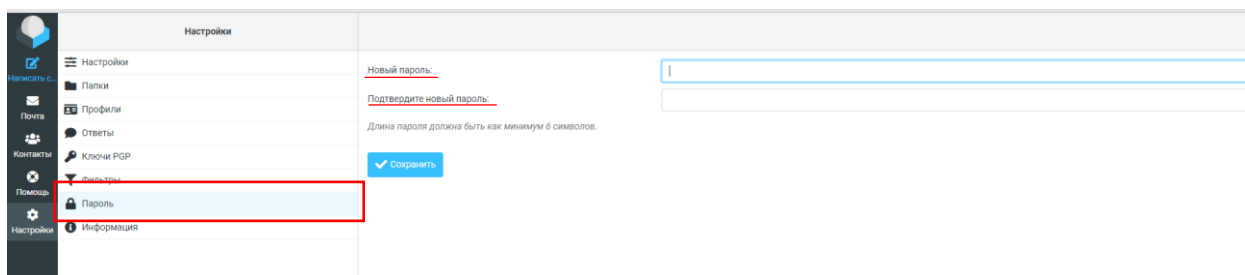 Написать с...
Почта
Контакты
Помощь
Настройки
Настройки
Настройки
Папки
Профили
Ответы
Ключи PGP
Фильтры
Пароль
Информация
Новый пароль:
Подтвердите новый пароль:
Длина пароля должна быть как минимум 6 символов.
Сохранить